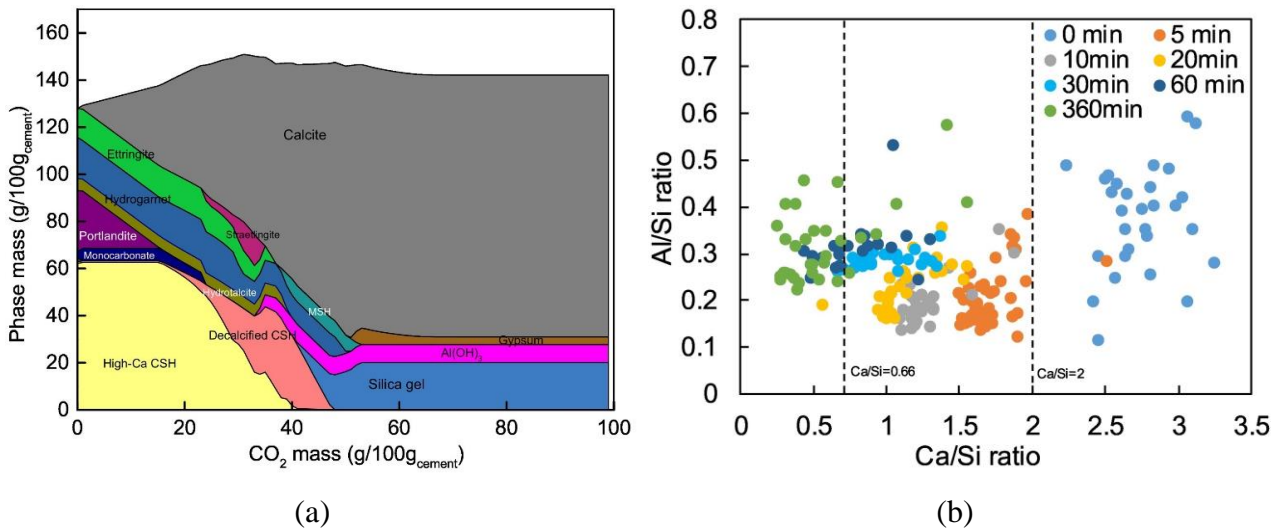 160
140
120
100
80
60
40
20
0
Phase mass (g/100gcement)
Calcite
Ettringite
Hydrogarnet
Straetlingite
Portlandite
Monocarbonate
Hydrotalcite
MSH
Decalcified CSH
Gypsum
High-Ca CSH
Al(OH)3
Silica gel
0 20 40 60 80 100
CO2 mass (g/100gcement)
(a)
0.8
0.7
0.6
0.5
0.4
0.3
0.2
0.1
0
Al/Si ratio
0 min 5 min
10min 20min
30min 60 min
360min
Ca/Si=0.66 Ca/Si=2
0 0.5 1 1.5 2 2.5 3 3.5
Ca/Si ratio
(b)